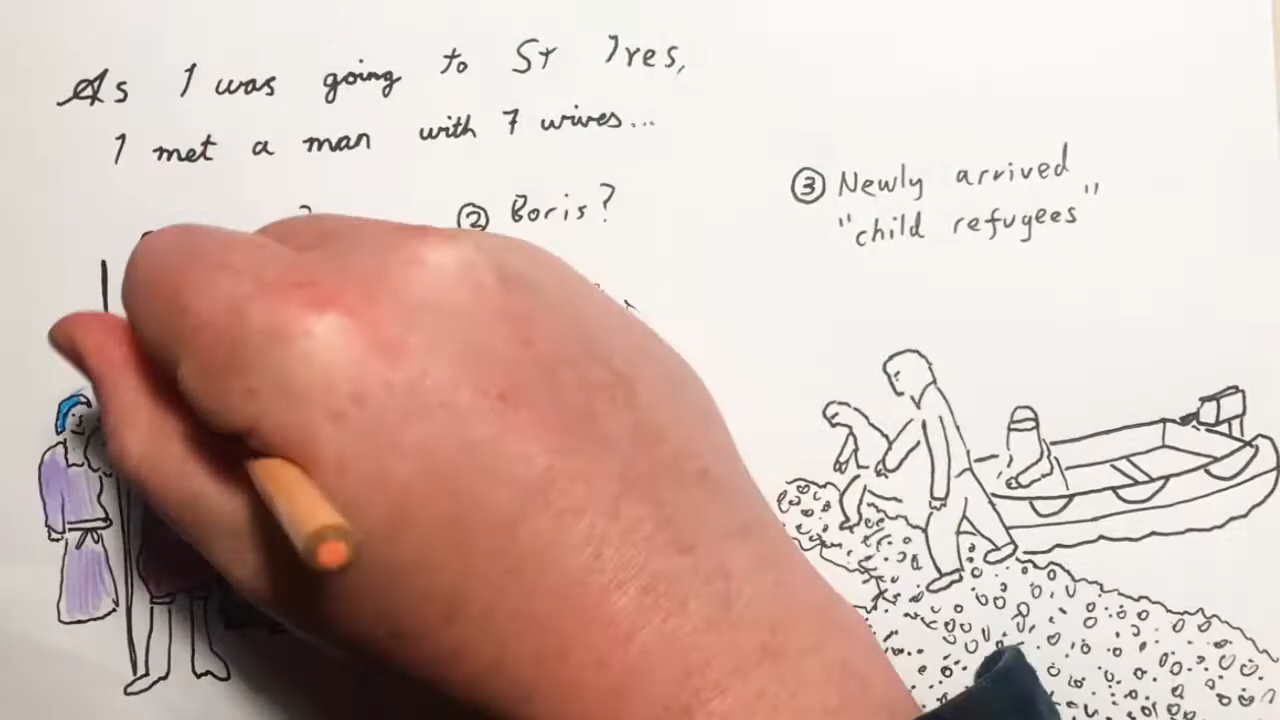 As I was going to St Ives,
I met a man with 7 wives...
② Boris?
③ Newly arrived
"child refugees"